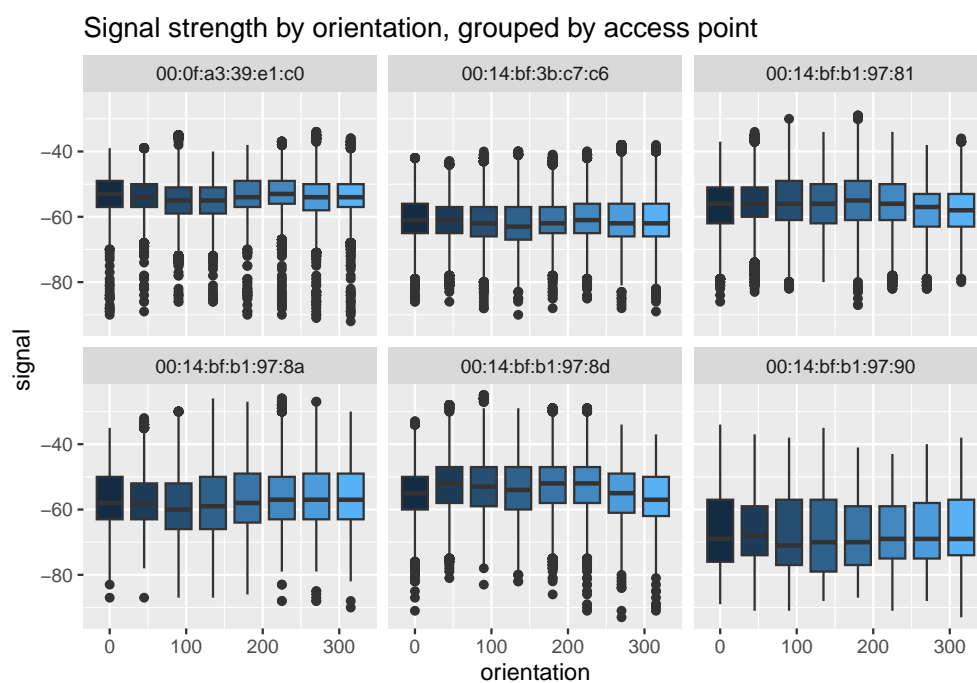 Signal strength by orientation, grouped by access point
00:0f:a3:39:e1:c0
00:14:bf:3b:c7:c6
00:14:bf:b1:97:81
−40
−60
−80
00:14:bf:b1:97:8a
00:14:bf:b1:97:8d
00:14:bf:b1:97:90
−40
−60
−80
signal
0
100
200
300
0
100
200
300
0
100
200
300
orientation